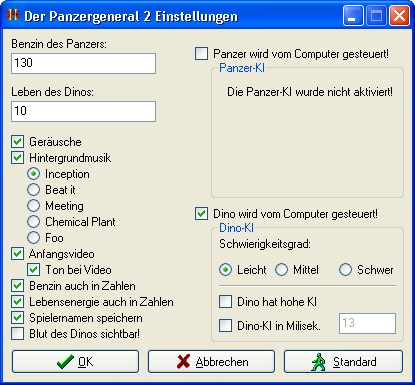 Der Panzergeneral 2 Einstellungen
Benzin des Panzers:
130
Leben des Dinos:
10
Geräusche
Hintergrundmusik
Inception
Beat it
Meeting
Chemical Plant
Foo
Anfangsvideo
Ton bei Video
Benzin auch in Zahlen
Lebensenergie auch in Zahlen
Spielernamen speichern
Blut des Dinos sichtbar!
Panzer wird vom Computer gesteuert!
Panzer-KI
Die Panzer-KI wurde nicht aktiviert!
Dino wird vom Computer gesteuert!
Dino-KI
Schwierigkeitsgrad:
Leicht Mittel Schwer
Dino hat hohe KI
Dino-KI in Milisek. 13
OK Abbrechen Standard